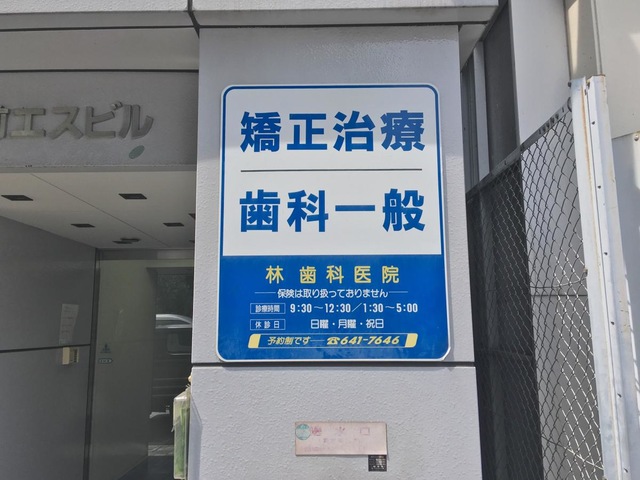 エスビル
矯正治療
歯科一般
林歯科医院
保険は取り扱っておりません
診療時間 9:30〜12:30/1:30〜5:00
休診日 日曜・月曜・祝日
予約制です ☎641-7646